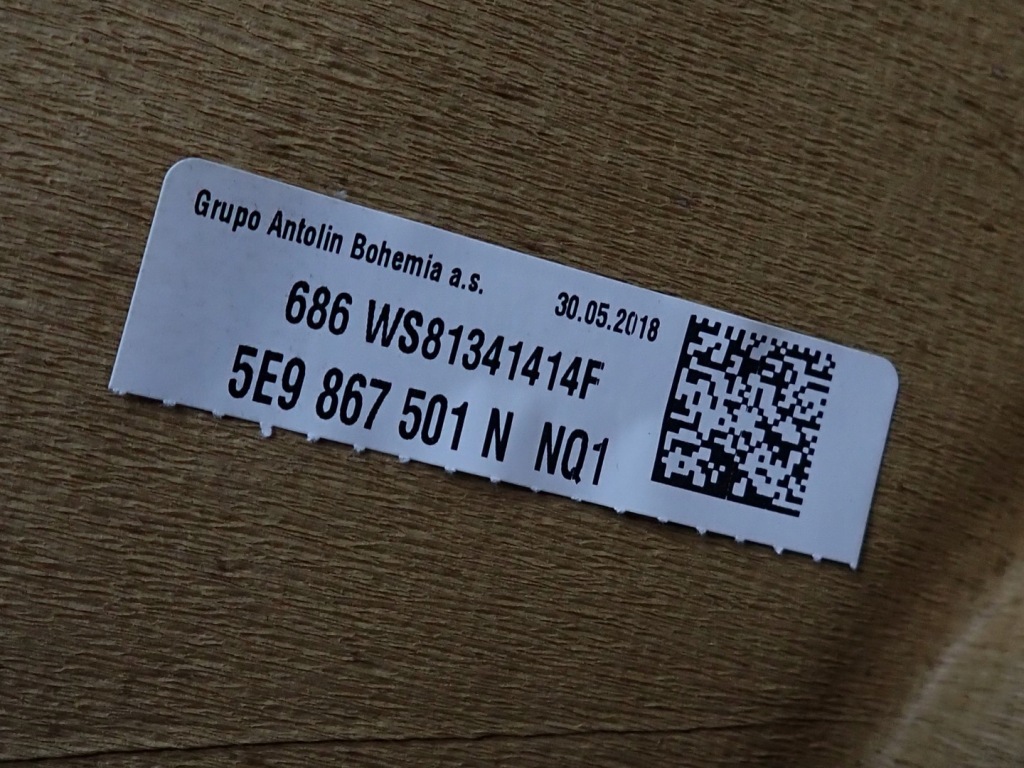 Grupo Antolin Bohemia a.s.
30.05.2018
686 WS81341414F
5E9 867 501 N NQ1